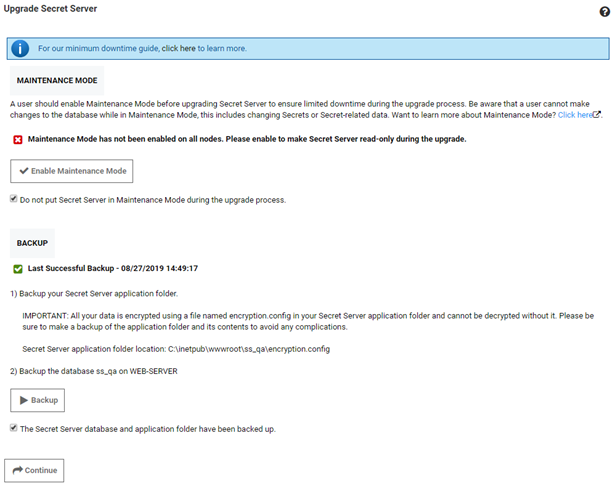 Upgrade Secret Server
?
i For our minimum downtime guide, click here to learn more.
MAINTENANCE MODE
A user should enable Maintenance Mode before upgrading Secret Server to ensure limited downtime during the upgrade process. Be aware that a user cannot make
changes to the database while in Maintenance Mode, this includes changing Secrets or Secret-related data. Want to learn more about Maintenance Mode? Click here.
Maintenance Mode has not been enabled on all nodes. Please enable to make Secret Server read-only during the upgrade.
Enable Maintenance Mode
Do not put Secret Server in Maintenance Mode during the upgrade process.
BACKUP
Last Successful Backup - 08/27/2019 14:49:17
1) Backup your Secret Server application folder.
IMPORTANT: All your data is encrypted using a file named encryption.config in your Secret Server application folder and cannot be decrypted without it. Please be
sure to make a backup of the application folder and its contents to avoid any complications.
Secret Server application folder location: C:\inetpub\wwwroot\ss_qa\encryption.config
2) Backup the database ss_qa on WEB-SERVER
Backup
The Secret Server database and application folder have been backed up.
Continue